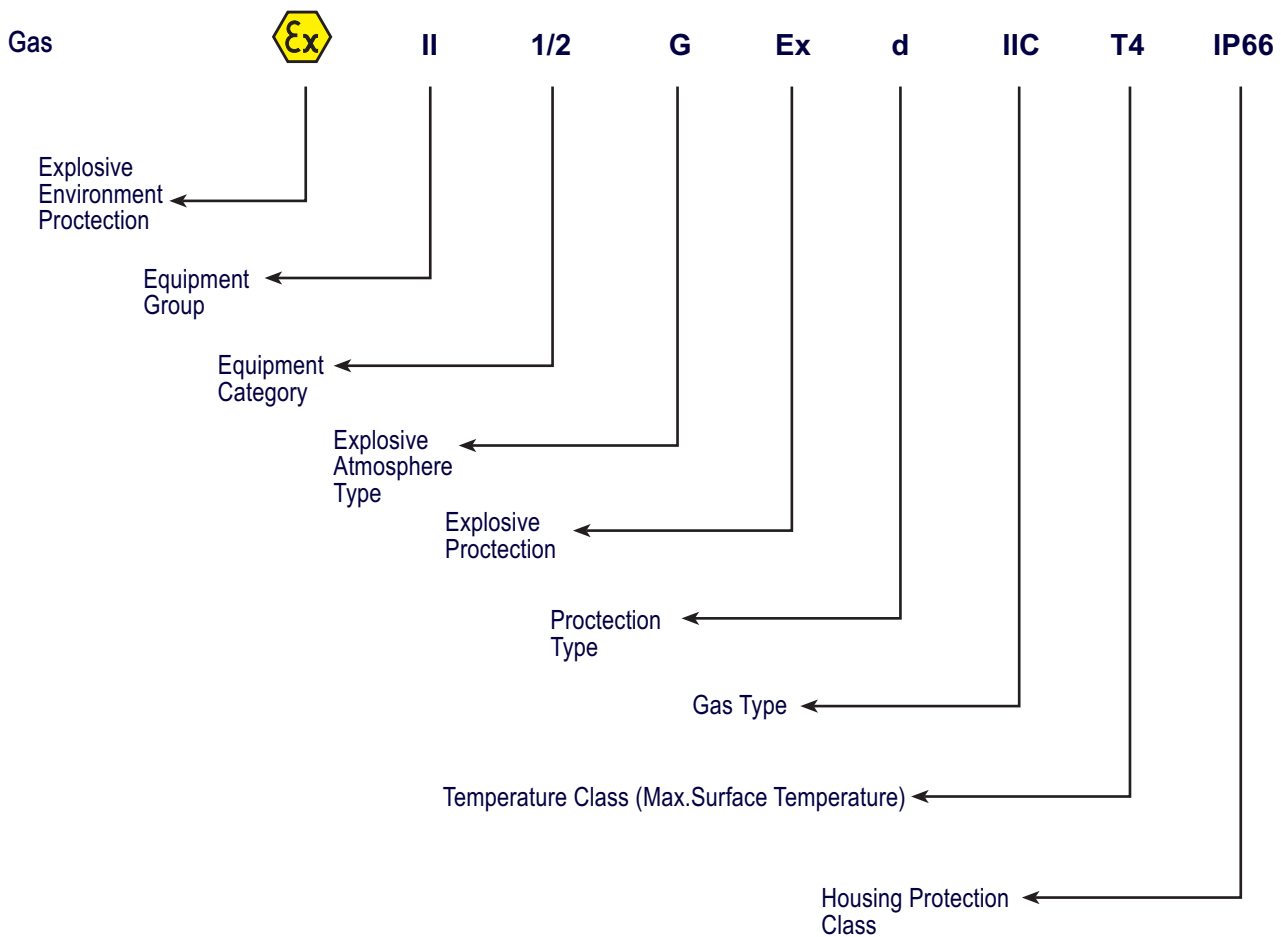 Gas Ex II 1/2 G Ex d IIC T4 IP66
Explosive
Environment
Proctection
Equipment
Group
Equipment
Category
Explosive
Atmosphere
Type
Explosive
Proctection
Proctection
Type
Gas Type
Temperature Class (Max.Surface Temperature)
Housing Protection
Class